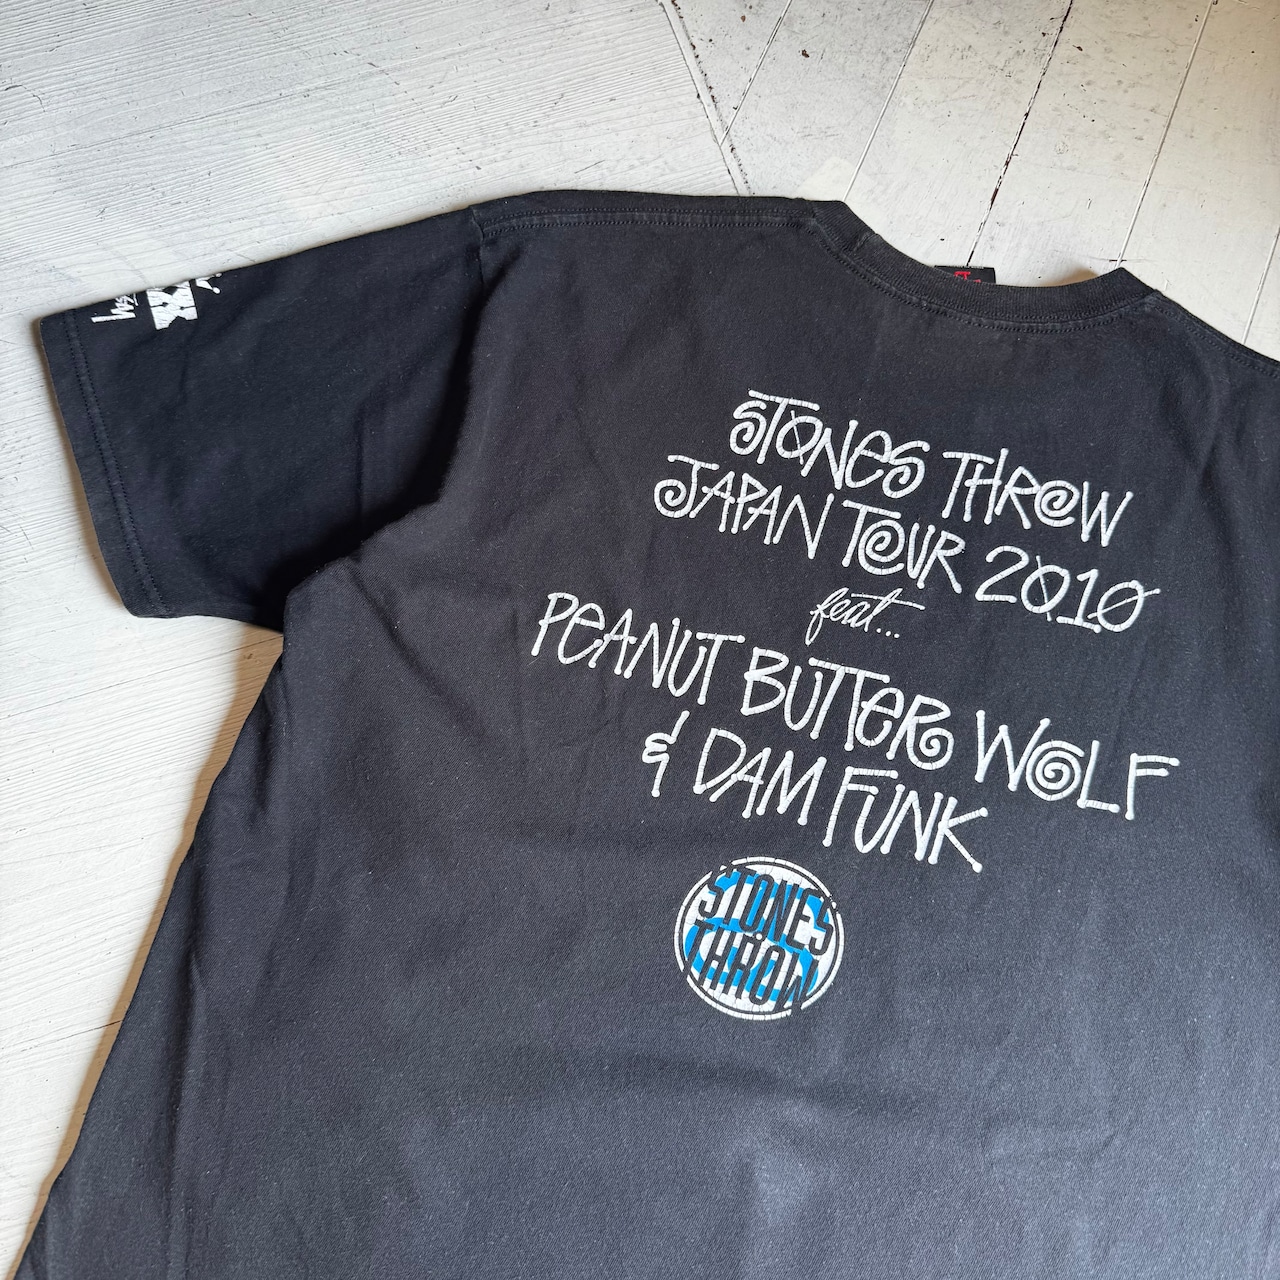 STONES THROW
JAPAN TOUR 2010
feat...
PEANUT BUTTER WOLF
& DAM FUNK
STONES
THROW